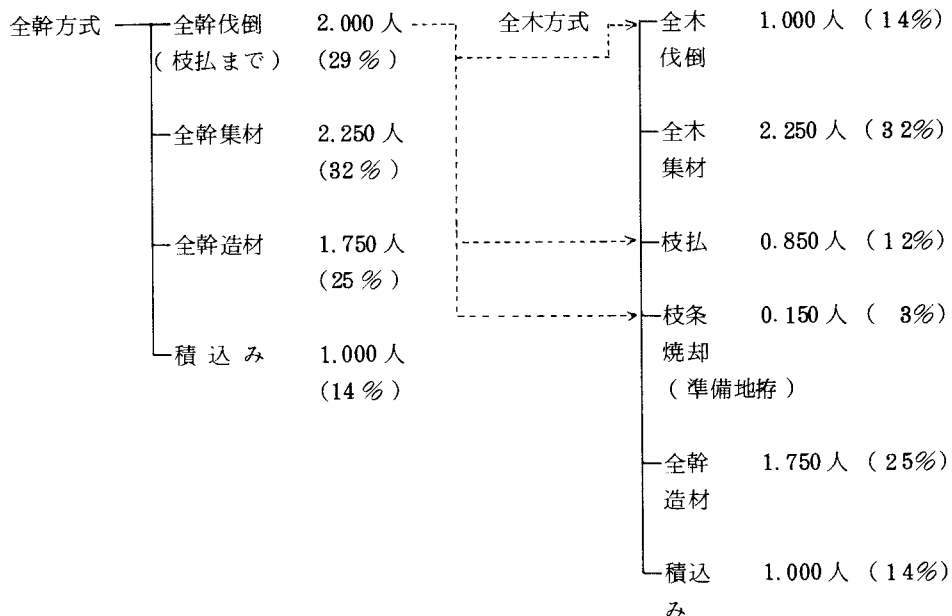 全幹方式
全幹伐倒 2.000人
(枝払まで) (29%)
全幹集材 2.250人
(32%)
全幹造材 1.750人
(25%)
積込み 1.000人
(14%)
全木方式
全木 1.000人 (14%)
伐倒
全木 2.250人 (32%)
集材
枝払 0.850人 (12%)
枝条 0.150人 (3%)
焼却
(準備地拵)
全幹 1.750人 (25%)
造材
積込 1.000人 (14%)
み